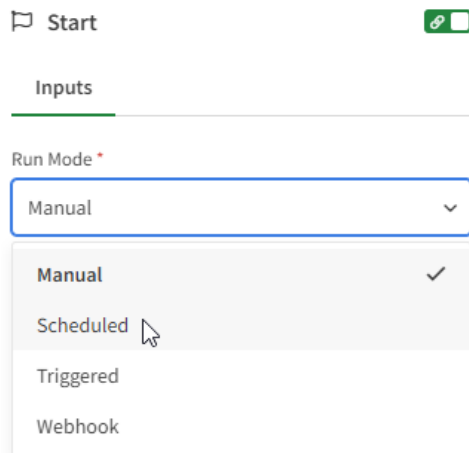 Start
Inputs
Run Mode *
Manual
Manual
Scheduled
Triggered
Webhook